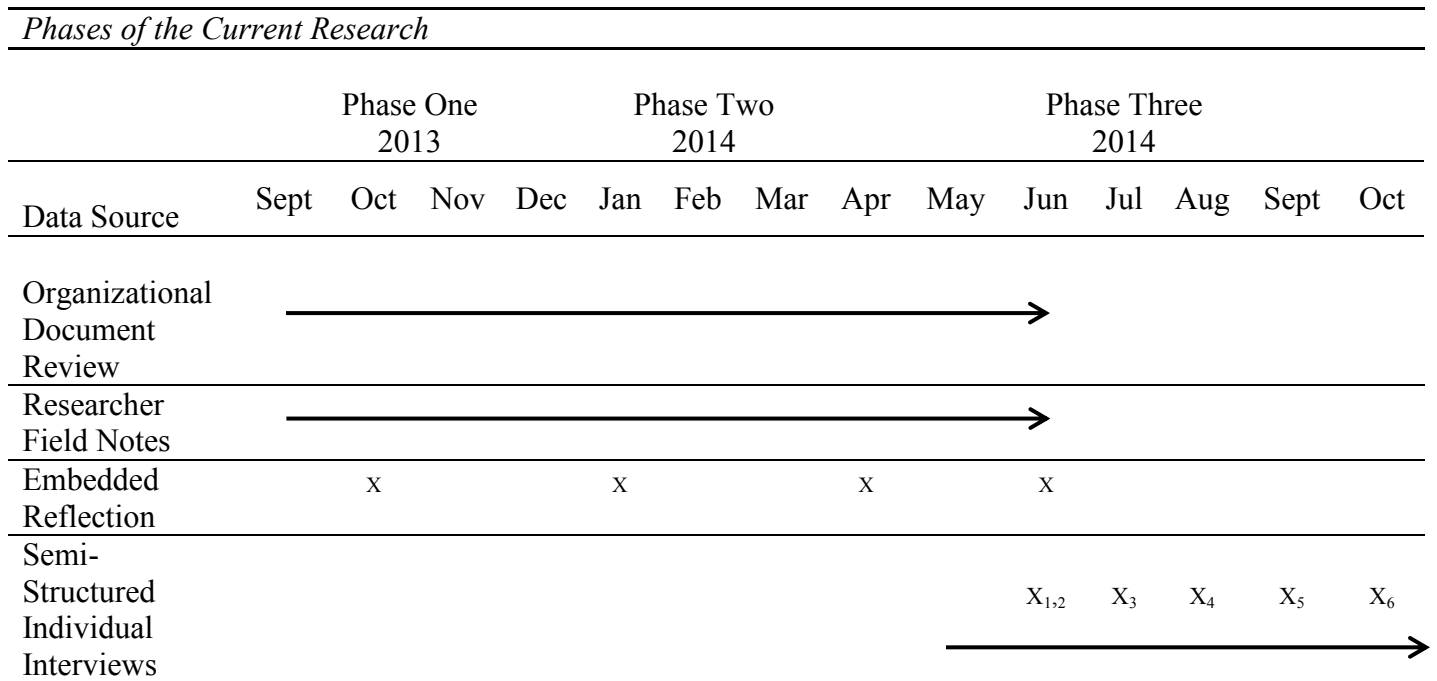 Phases of the Current Research
Phase One Phase Two Phase Three
2013 2014 2014
Data Source Sept Oct Nov Dec Jan Feb Mar Apr May Jun Jul Aug Sept Oct
Organizational
Document
Review
Researcher
Field Notes
Embedded X X X X
Reflection
Semi-
Structured X₁,₂ X₃ X₄ X₅ X₆
Individual
Interviews